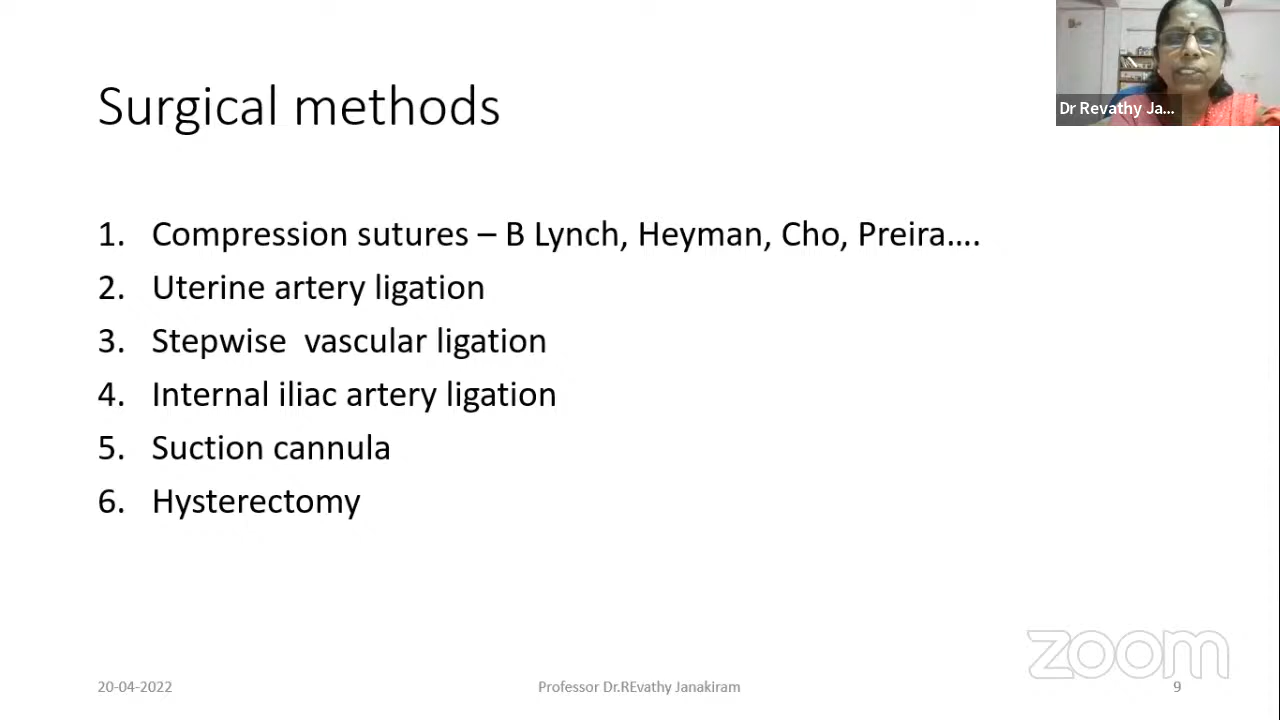 Dr Revathy Ja...
Surgical methods
1. Compression sutures – B Lynch, Heyman, Cho, Preira....
2. Uterine artery ligation
3. Stepwise vascular ligation
4. Internal iliac artery ligation
5. Suction cannula
6. Hysterectomy
zoom
20-04-2022
Professor Dr.REvathy Janakiram
9